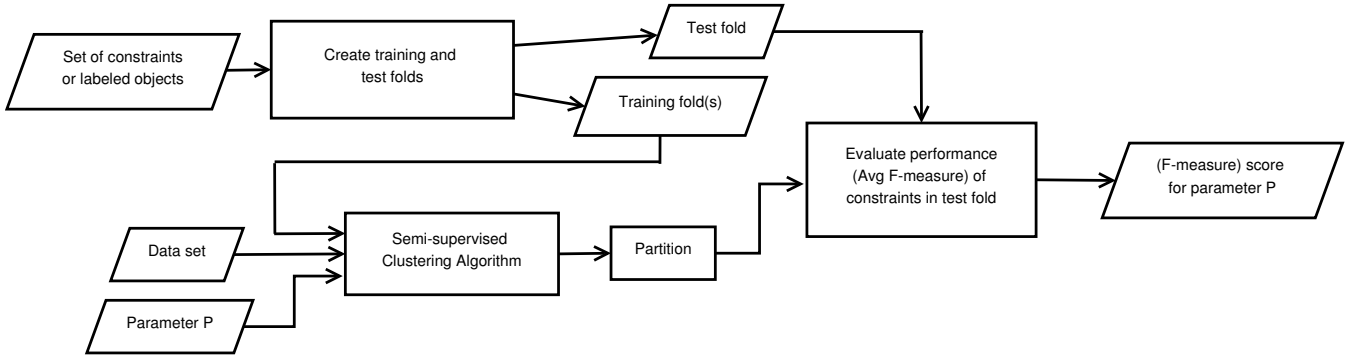 Set of constraints
or labeled objects
Create training and
test folds
Test fold
Training fold(s)
Evaluate performance
(Avg F-measure) of
constraints in test fold
(F-measure) score
for parameter P
Data set
Semi-supervised
Clustering Algorithm
Partition
Parameter P